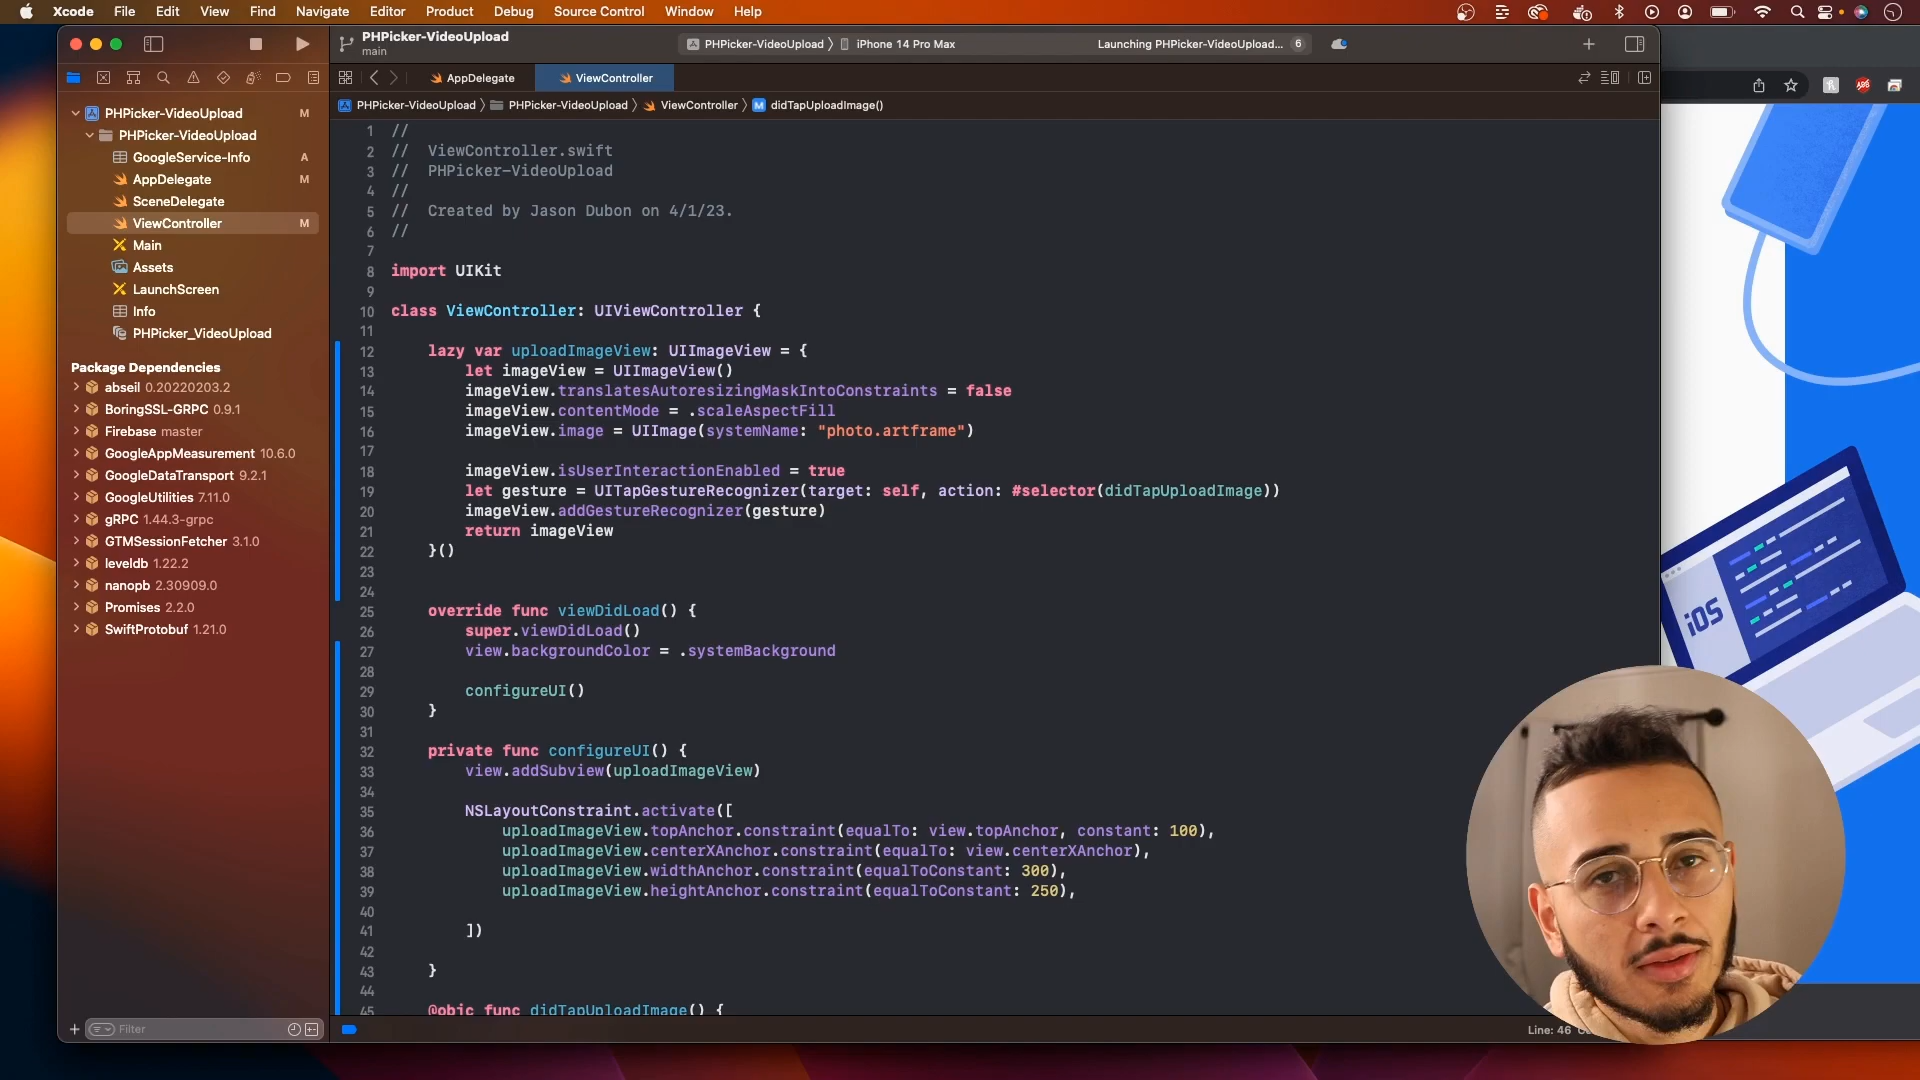 Xcode File Edit View Find Navigate Editor Product Debug Source Control Window Help
PHPicker-VideoUpload
main
PHPicker-VideoUpload 〉 iPhone 14 Pro Max
Launching PHPicker-VideoUpload... 6
AppDelegate
ViewController
PHPicker-VideoUpload 〉 PHPicker-VideoUpload 〉 ViewController 〉 M didTapUploadImage()
PHPicker-VideoUpload M
PHPicker-VideoUpload
GoogleService-Info A
AppDelegate M
SceneDelegate
ViewController M
Main
Assets
LaunchScreen
Info
PHPicker_VideoUpload
Package Dependencies
abseil 0.20220203.2
BoringSSL-GRPC 0.9.1
Firebase master
GoogleAppMeasurement 10.6.0
GoogleDataTransport 9.2.1
GoogleUtilities 7.11.0
gRPC 1.44.3-grpc
GTMSessionFetcher 3.1.0
leveldb 1.22.2
nanopb 2.30909.0
Promises 2.2.0
SwiftProtobuf 1.21.0
Filter
1 //
2 //  ViewController.swift
3 //  PHPicker-VideoUpload
4 //
5 //  Created by Jason Dubon on 4/1/23.
6 //
7
8 import UIKit
9
10 class ViewController: UIViewController {
11
12     lazy var uploadImageView: UIImageView = {
13         let imageView = UIImageView()
14         imageView.translatesAutoresizingMaskIntoConstraints = false
15         imageView.contentMode = .scaleAspectFill
16         imageView.image = UIImage(systemName: "photo.artframe")
17
18         imageView.isUserInteractionEnabled = true
19         let gesture = UITapGestureRecognizer(target: self, action: #selector(didTapUploadImage))
20         imageView.addGestureRecognizer(gesture)
21         return imageView
22     }()
23
24
25     override func viewDidLoad() {
26         super.viewDidLoad()
27         view.backgroundColor = .systemBackground
28
29         configureUI()
30     }
31
32     private func configureUI() {
33         view.addSubview(uploadImageView)
34
35         NSLayoutConstraint.activate([
36             uploadImageView.topAnchor.constraint(equalTo: view.topAnchor, constant: 100),
37             uploadImageView.centerXAnchor.constraint(equalTo: view.centerXAnchor),
38             uploadImageView.widthAnchor.constraint(equalToConstant: 300),
39             uploadImageView.heightAnchor.constraint(equalToConstant: 250),
40
41         ])
42
43     }
44
45     @objc func didTapUploadImage() {
Line: 46
iOS